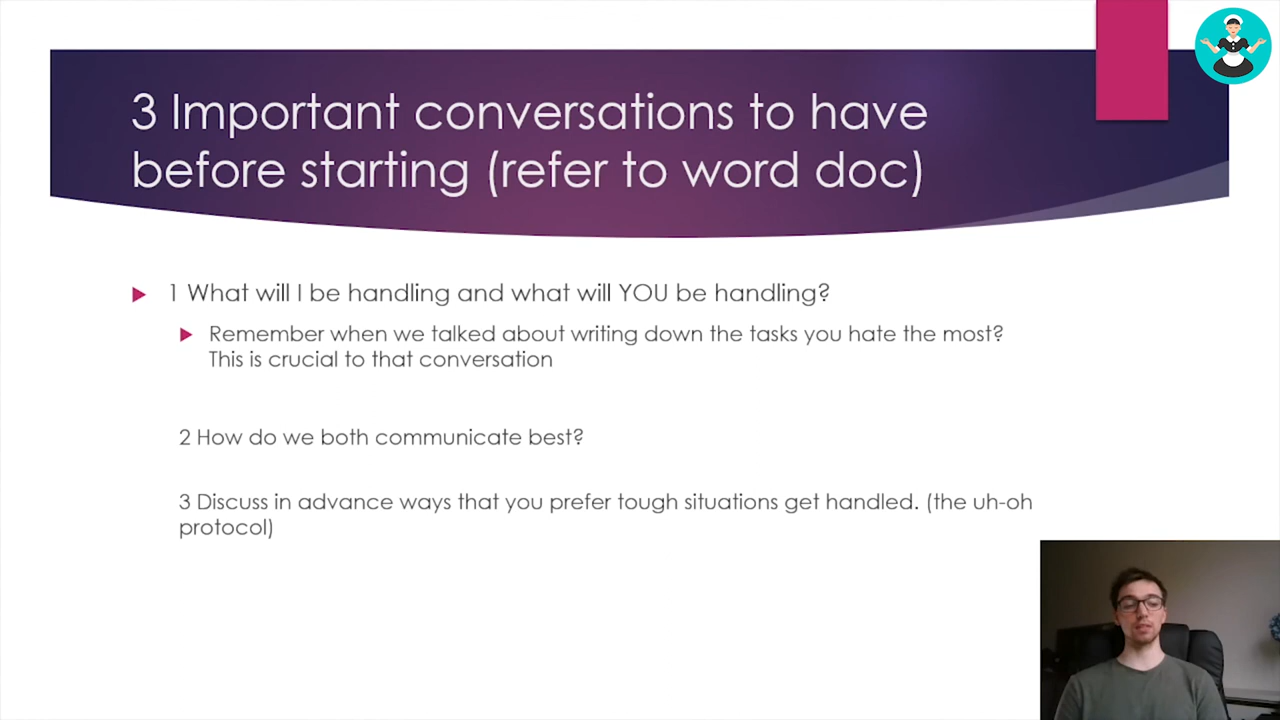 3 Important conversations to have
before starting (refer to word doc)
1 What will I be handling and what will YOU be handling?
Remember when we talked about writing down the tasks you hate the most?
This is crucial to that conversation
2 How do we both communicate best?
3 Discuss in advance ways that you prefer tough situations get handled. (the uh-oh
protocol)